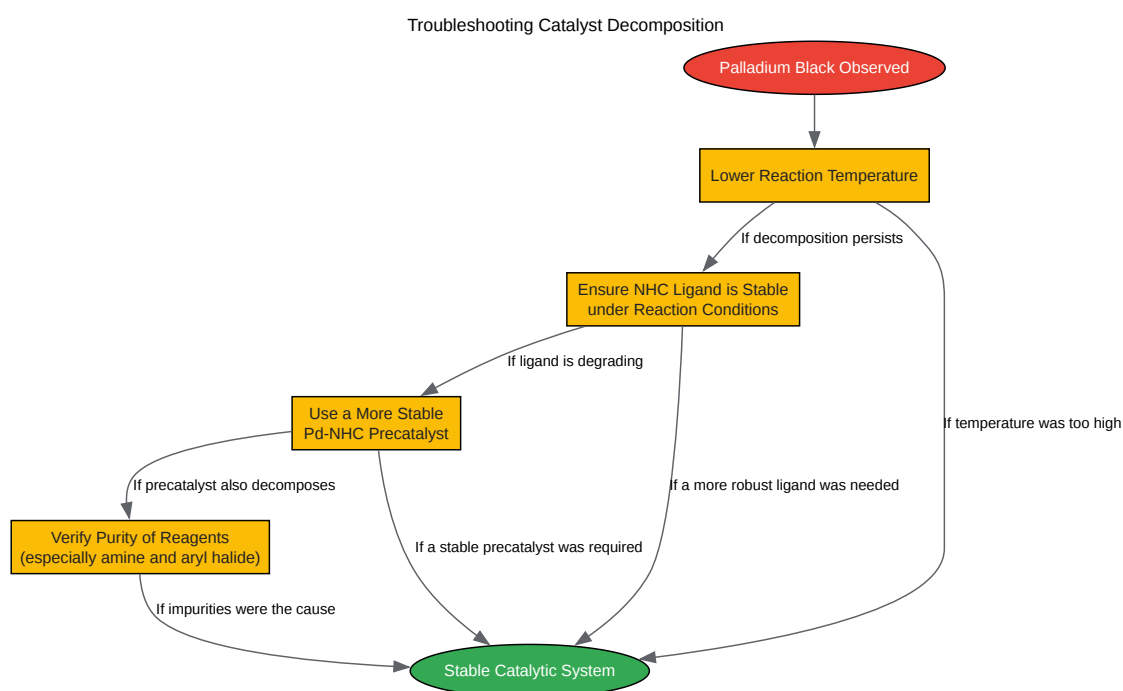 Troubleshooting Catalyst Decomposition
Palladium Black Observed
Lower Reaction Temperature
If decomposition persists
Ensure NHC Ligand is Stable
under Reaction Conditions
If ligand is degrading
Use a More Stable
Pd-NHC Precatalyst
If temperature was too high
If precatalyst also decomposes
If a more robust ligand was needed
Verify Purity of Reagents
(especially amine and aryl halide)
If a stable precatalyst was required
If impurities were the cause
Stable Catalytic System